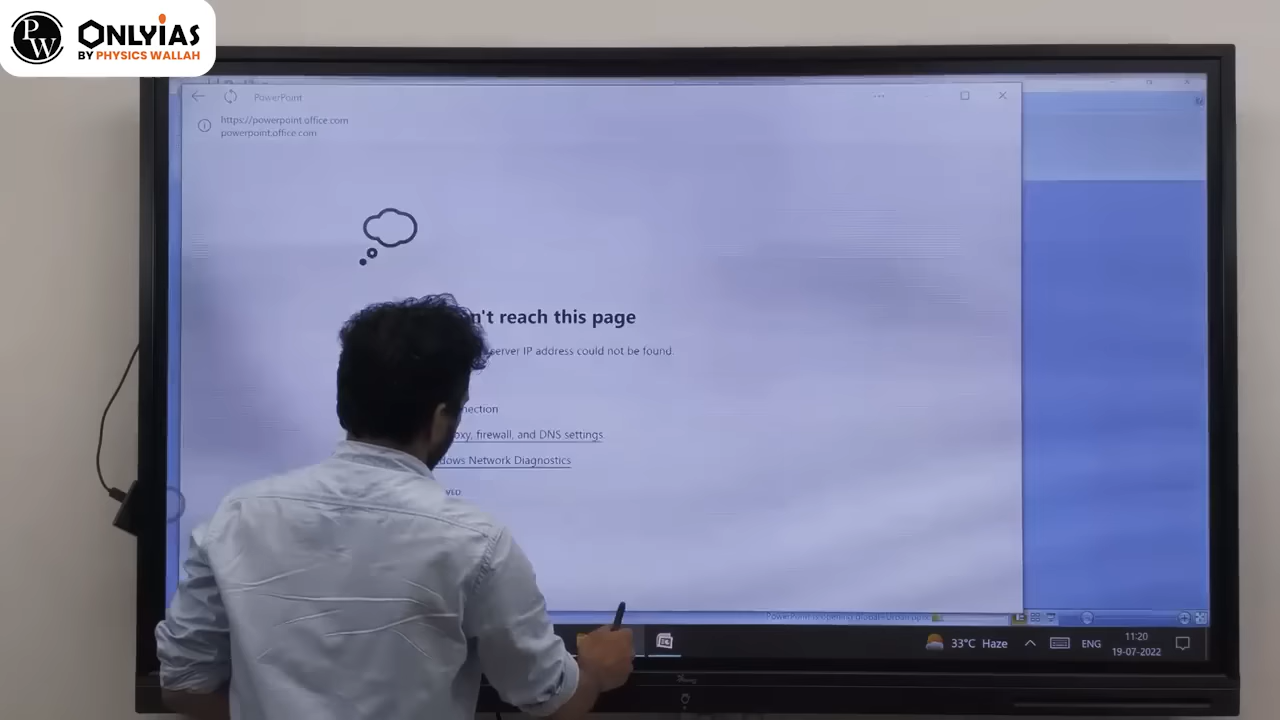 PW
ONLYIAS
BY PHYSICS WALLAH
PowerPoint
https://powerpoint.office.com
powerpoint.office.com
n't reach this page
server IP address could not be found.
nection
oxy, firewall, and DNS settings
dows Network Diagnostics
VED
33°C Haze
ENG
11:20
19-07-2022